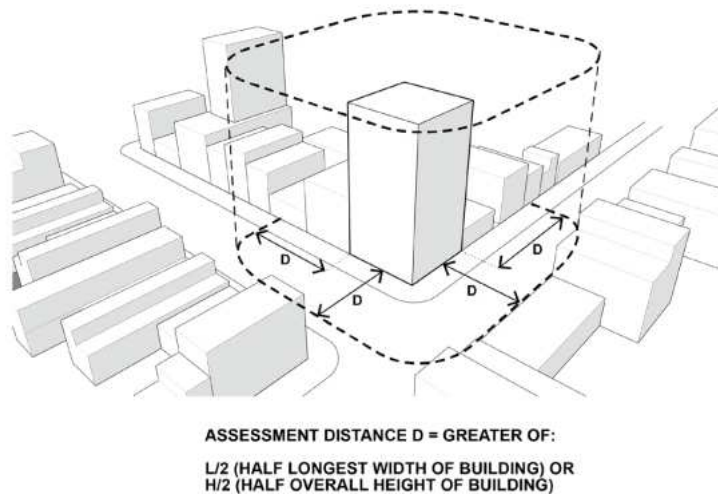 D
D
D
D
ASSESSMENT DISTANCE D = GREATER OF:
L/2 (HALF LONGEST WIDTH OF BUILDING) OR
H/2 (HALF OVERALL HEIGHT OF BUILDING)